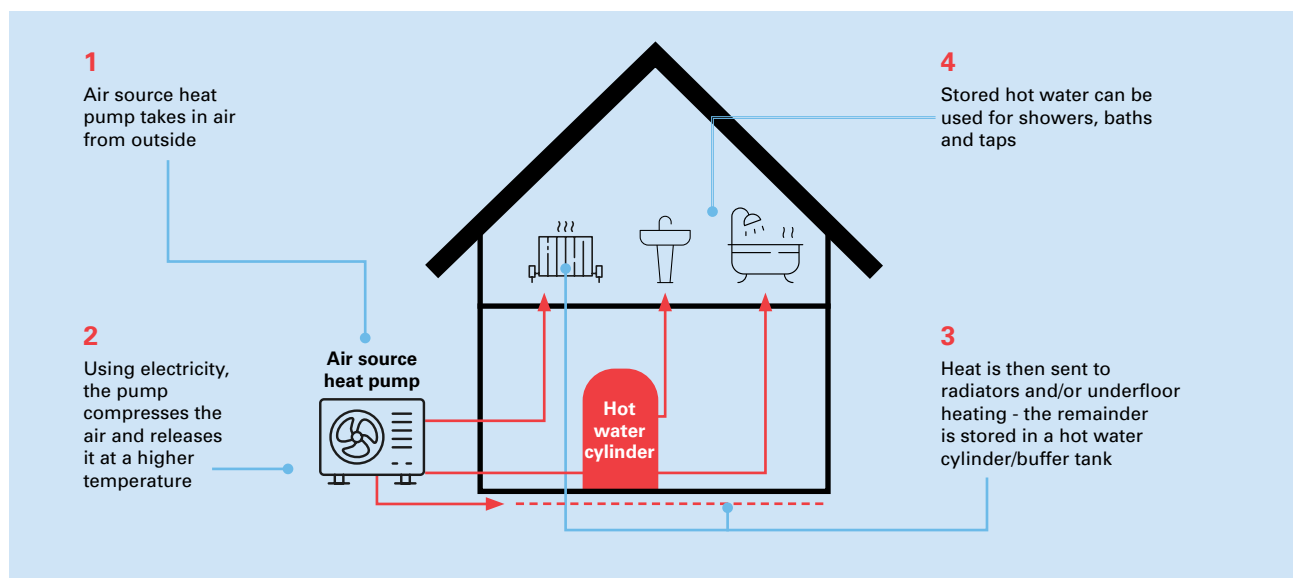 1
Air source heat
pump takes in air
from outside
2
Using electricity,
the pump
compresses the
air and releases
it at a higher
temperature
Air source
heat pump
Hot
water
cylinder
4
Stored hot water can be
used for showers, baths
and taps
3
Heat is then sent to
radiators and/or underfloor
heating - the remainder
is stored in a hot water
cylinder/buffer tank